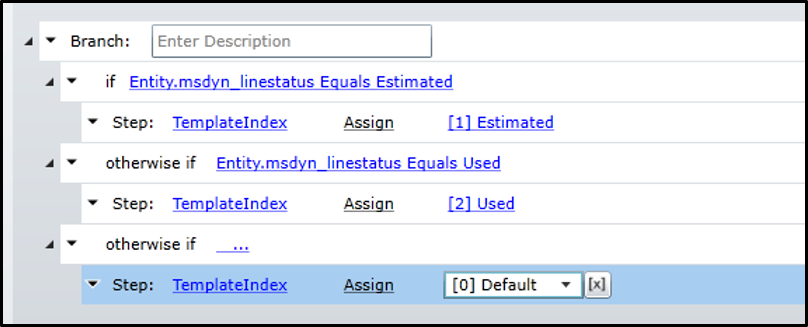 Branch: Enter Description
if Entity.msdyn_linestatus Equals Estimated
Step: TemplateIndex Assign [1] Estimated
otherwise if Entity.msdyn_linestatus Equals Used
Step: TemplateIndex Assign [2] Used
otherwise if ...
Step: TemplateIndex Assign [0] Default [x]